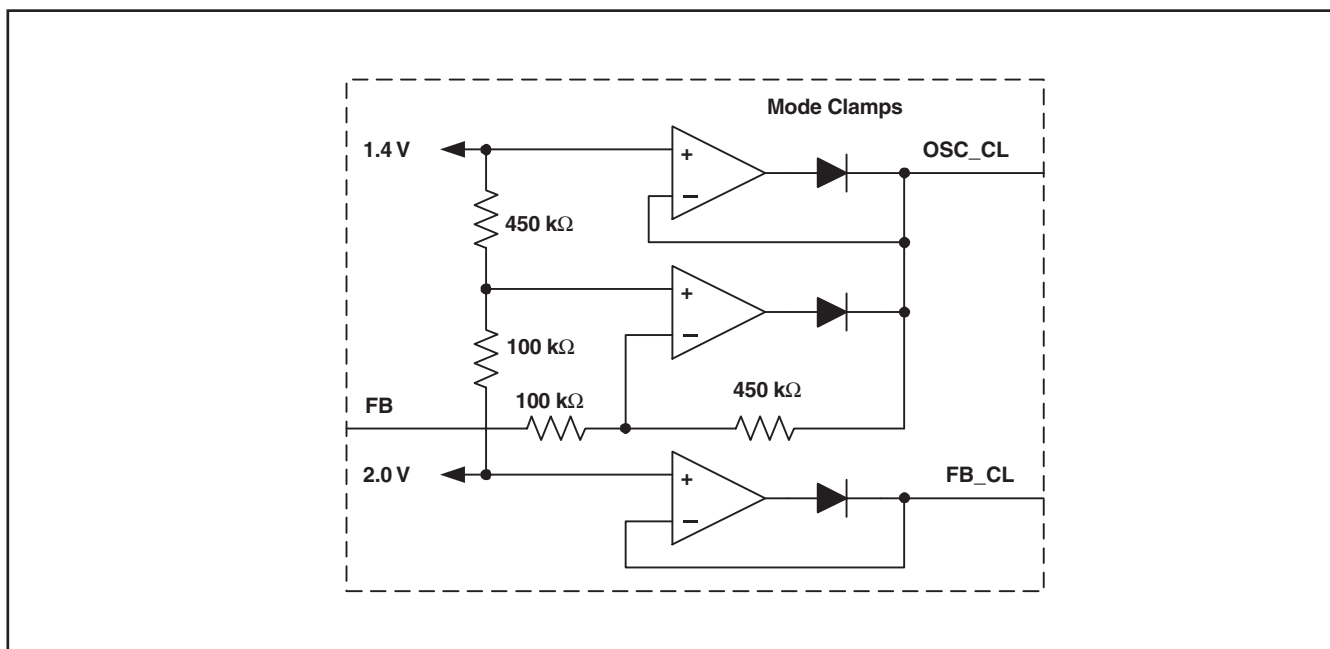 Mode Clamps
1.4 V
OSC_CL
+
−
450 kΩ
+
−
100 kΩ
450 kΩ
FB
100 kΩ
2.0 V
+
−
FB_CL